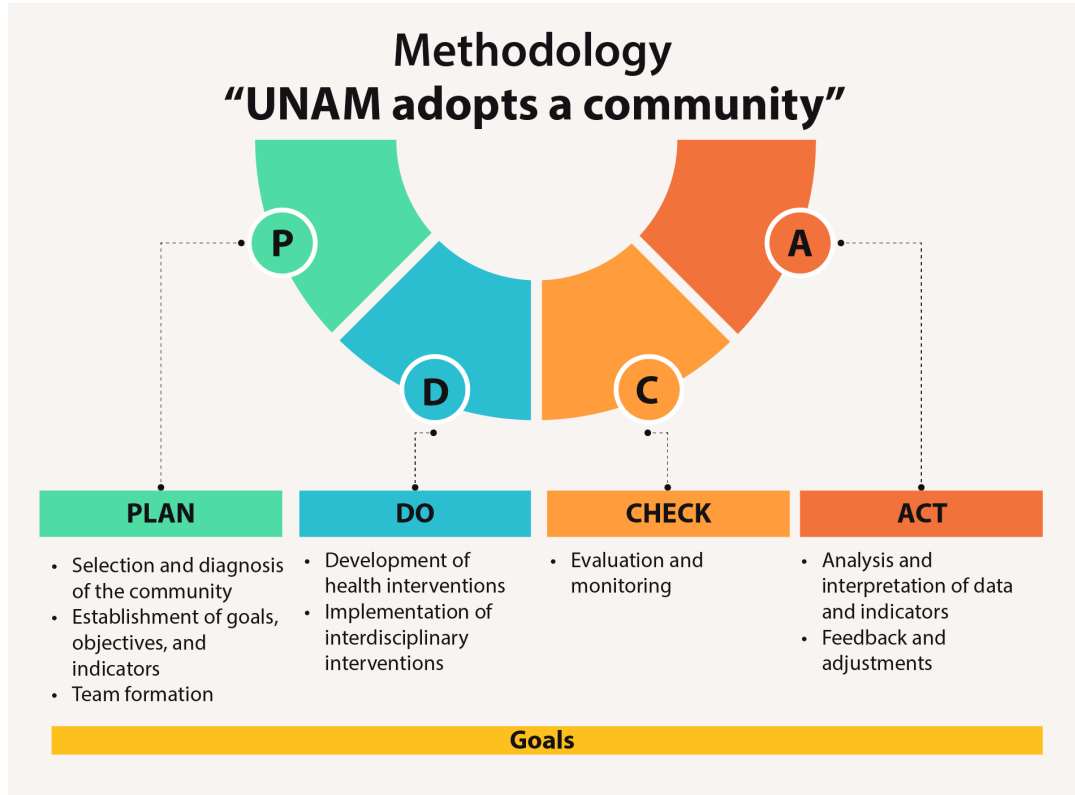 Methodology
“UNAM adopts a community”
P
A
D
C
PLAN
• Selection and diagnosis
of the community
• Establishment of goals,
objectives, and
indicators
• Team formation
DO
• Development of
health interventions
• Implementation of
interdisciplinary
interventions
CHECK
• Evaluation and
monitoring
ACT
• Analysis and
interpretation of data
and indicators
• Feedback and
adjustments
Goals